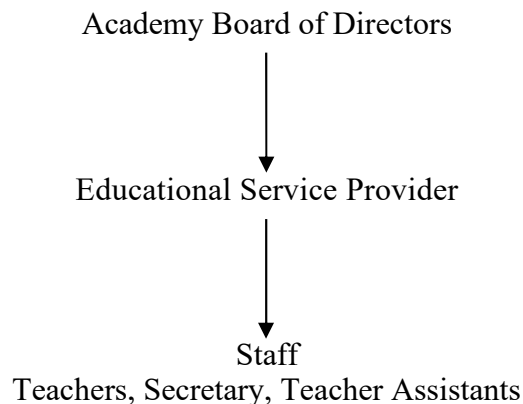 Academy Board of Directors
Educational Service Provider
Staff
Teachers, Secretary, Teacher Assistants